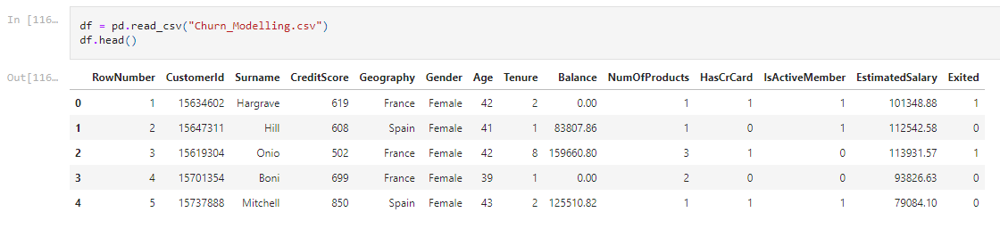 In [116…
df = pd.read_csv("Churn_Modelling.csv")
df.head()
Out[116…
RowNumber CustomerId Surname CreditScore Geography Gender Age Tenure Balance NumOfProducts HasCrCard IsActiveMember EstimatedSalary Exited
0 1 15634602 Hargrave 619 France Female 42 2 0.00 1 1 1 101348.88 1
1 2 15647311 Hill 608 Spain Female 41 1 83807.86 1 0 1 112542.58 0
2 3 15619304 Onio 502 France Female 42 8 159660.80 3 1 0 113931.57 1
3 4 15701354 Boni 699 France Female 39 1 0.00 2 0 0 93826.63 0
4 5 15737888 Mitchell 850 Spain Female 43 2 125510.82 1 1 1 79084.10 0